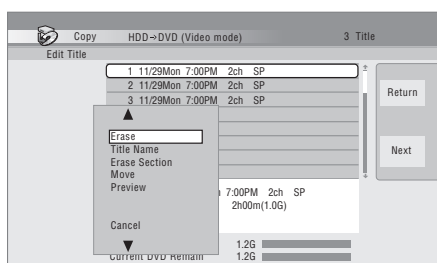 Copy HDD→DVD (Video mode) 3 Title
Edit Title
1 11/29Mon 7:00PM 2ch SP
2 11/29Mon 7:00PM 2ch SP
3 11/29Mon 7:00PM 2ch SP
Return
Next
Erase
Title Name
Erase Section
Move
Preview
Cancel
7:00PM 2ch SP
2h00m(1.0G)
1.2G
Current DVD Remain 1.2G